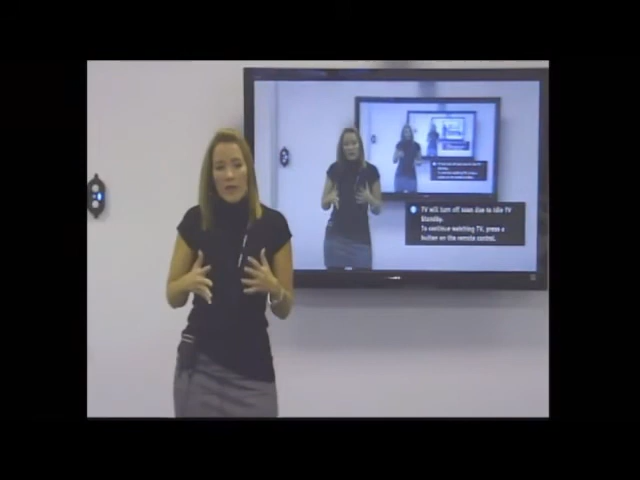 TV will turn off soon due to Idle TV
Standby.
To continue watching TV, press a
button on the remote control.